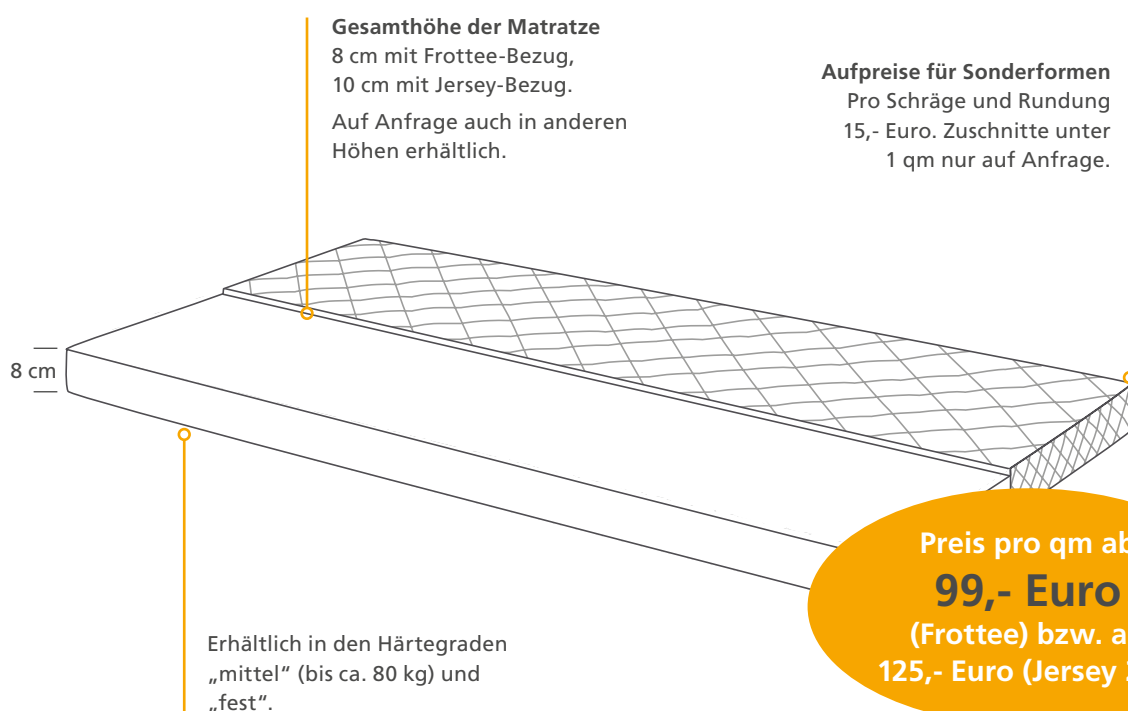 Gesamthöhe der Matratze
8 cm mit Frottee-Bezug,
10 cm mit Jersey-Bezug.
Auf Anfrage auch in anderen
Höhen erhältlich.
Aufpreise für Sonderformen
Pro Schräge und Rundung
15,- Euro. Zuschnitte unter
1 qm nur auf Anfrage.
8 cm
Preis pro qm ab
99,- Euro
(Frottee) bzw. a
125,- Euro (Jersey
Erhältlich in den Härtegraden
„mittel“ (bis ca. 80 kg) und
„fest“.